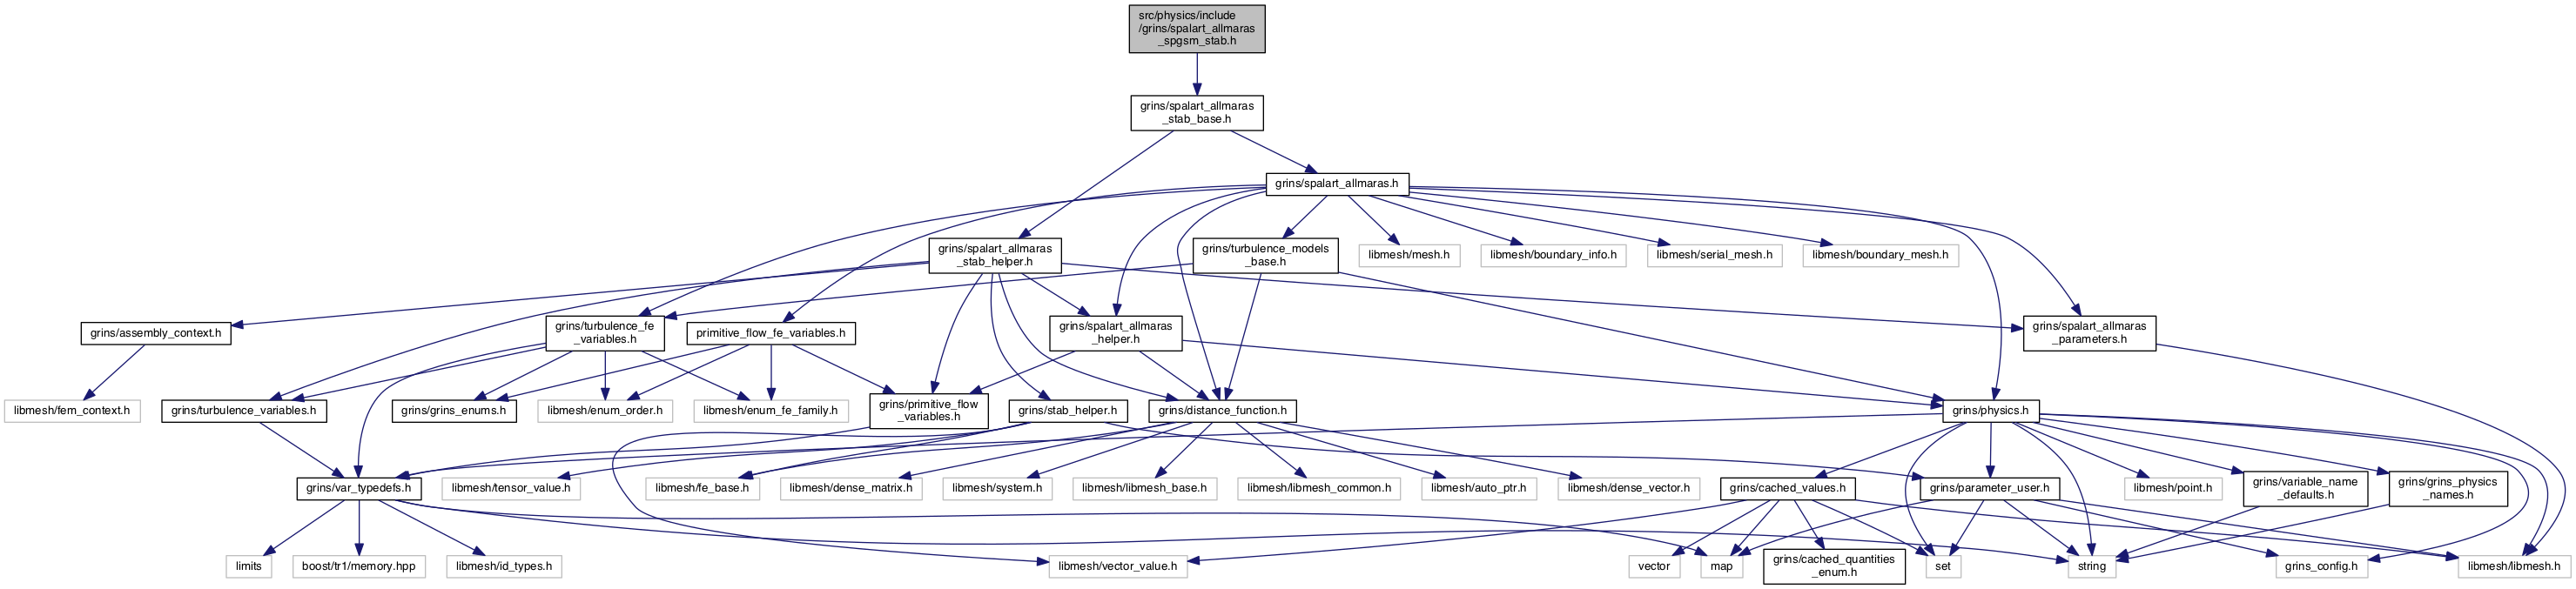 src/physics/include
/grins/spalart_allmaras
_spgsm_stab.h
grins/spalart_allmaras
_stab_base.h
grins/spalart_allmaras.h
grins/spalart_allmaras
_stab_helper.h
grins/turbulence_models
_base.h
libmesh/mesh.h
libmesh/boundary_info.h
libmesh/serial_mesh.h
libmesh/boundary_mesh.h
grins/assembly_context.h
grins/turbulence_fe
_variables.h
primitive_flow_fe_variables.h
grins/spalart_allmaras
_helper.h
grins/spalart_allmaras
_parameters.h
libmesh/fem_context.h
grins/turbulence_variables.h
grins/grins_enums.h
libmesh/enum_order.h
libmesh/enum_fe_family.h
grins/primitive_flow
_variables.h
grins/stab_helper.h
grins/distance_function.h
grins/physics.h
grins/var_typedefs.h
libmesh/tensor_value.h
libmesh/fe_base.h
libmesh/dense_matrix.h
libmesh/system.h
libmesh/libmesh_base.h
libmesh/libmesh_common.h
libmesh/auto_ptr.h
libmesh/dense_vector.h
grins/cached_values.h
grins/parameter_user.h
libmesh/point.h
grins/variable_name
_defaults.h
grins/grins_physics
_names.h
limits
boost/tr1/memory.hpp
libmesh/id_types.h
libmesh/vector_value.h
vector
map
grins/cached_quantities
_enum.h
set
string
grins_config.h
libmesh/libmesh.h